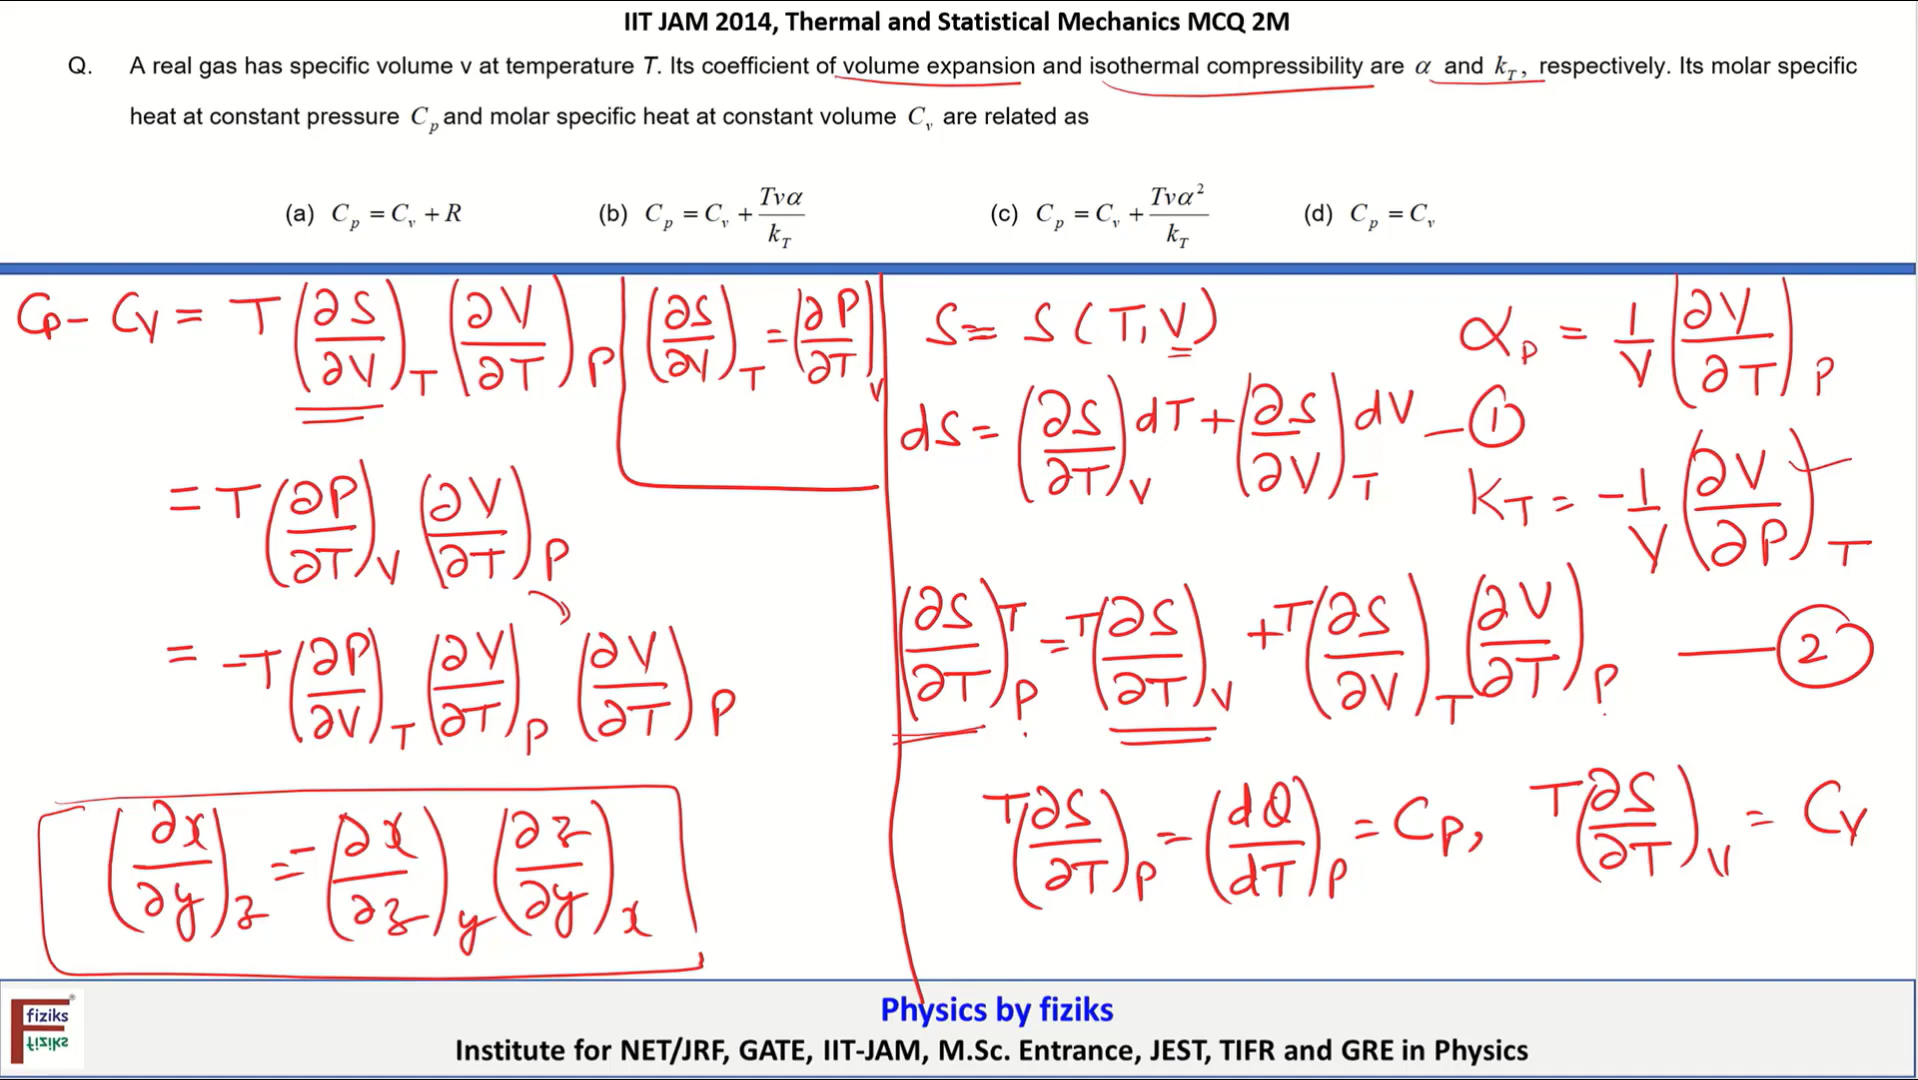 IIT JAM 2014, Thermal and Statistical Mechanics MCQ 2M
Q. A real gas has specific volume v at temperature T. Its coefficient of volume expansion and isothermal compressibility are α and k_T, respectively. Its molar specific
heat at constant pressure C_p and molar specific heat at constant volume C_v are related as
(a) C_p = C_v + R (b) C_p = C_v + Tvα/k_T (c) C_p = C_v + Tvα²/k_T (d) C_p = C_v
C_P - C_V = T(∂S/∂V)_T (∂V/∂T)_P
(∂S/∂V)_T = (∂P/∂T)_V
= T(∂P/∂T)_V (∂V/∂T)_P
= -T(∂P/∂V)_T (∂V/∂T)_P (∂V/∂T)_P
(∂x/∂y)_z = -(∂x/∂z)_y (∂z/∂y)_x
S = S(T, V)
α_P = 1/V (∂V/∂T)_P
dS = (∂S/∂T)_V dT + (∂S/∂V)_T dV — ①
K_T = -1/V (∂V/∂P)_T
T(∂S/∂T)_P = T(∂S/∂T)_V + T(∂S/∂V)_T (∂V/∂T)_P — ②
T(∂S/∂T)_P = (dQ/dT)_P = C_P, T(∂S/∂T)_V = C_V
fiziks
fiziks
Physics by fiziks
Institute for NET/JRF, GATE, IIT-JAM, M.Sc. Entrance, JEST, TIFR and GRE in Physics